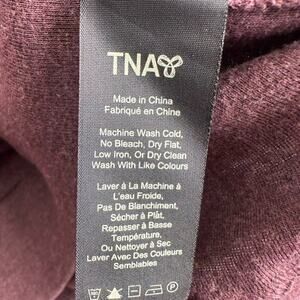 TNA
Made in China
Fabriqué en Chine
Machine Wash Cold,
No Bleach, Dry Flat,
Low Iron, Or Dry Clean
Wash With Like Colours
Laver à La Machine à
L'eau Froide,
Pas De Blanchiment,
Sécher à Plât,
Repasser à Basse
Température,
Ou Nettoyer à Sec
Laver Avec Des Couleurs
Semblables